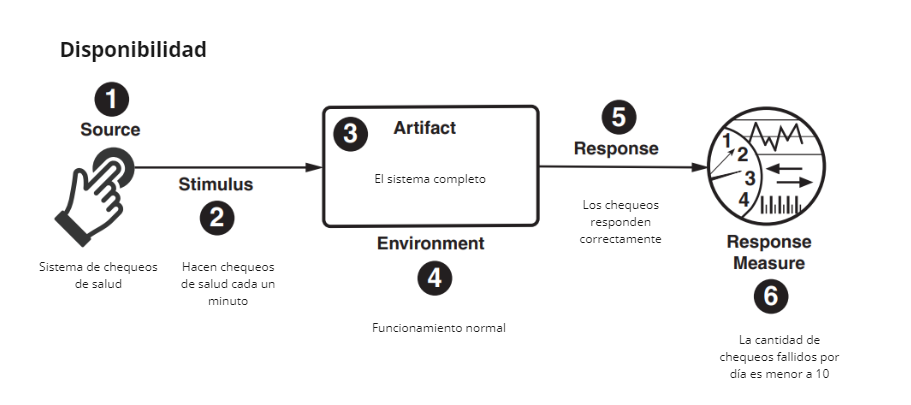 Disponibilidad
1
Source
Stimulus
2
Sistema de chequeos
de salud
Hacen chequeos
de salud cada un
minuto
3
Artifact
El sistema completo
Environment
4
Funcionamiento normal
5
Response
Los chequeos
responden
correctamente
1
2
3
4
Response
Measure
6
La cantidad de
chequeos fallidos por
día es menor a 10